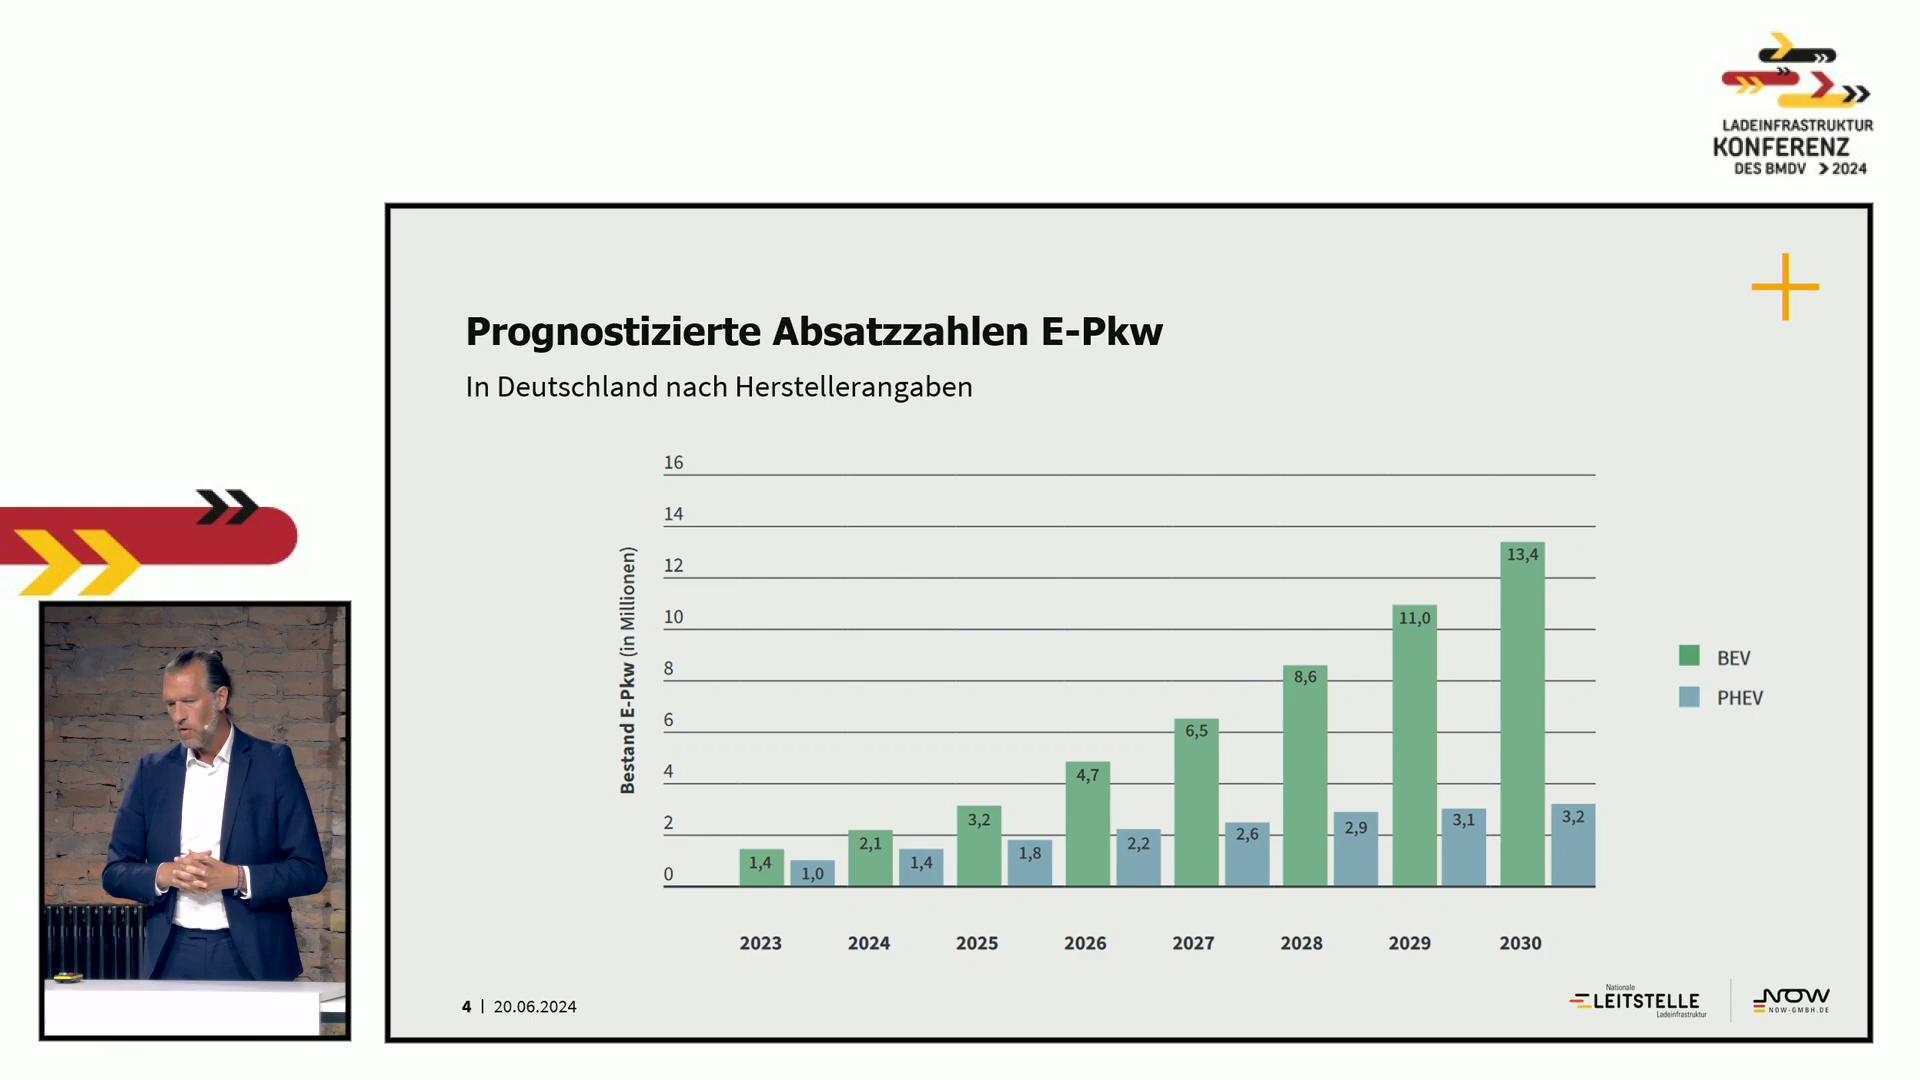 LADEINFRASTRUKTUR
KONFERENZ
DES BMDV 2024
Prognostizierte Absatzzahlen E-Pkw
In Deutschland nach Herstellerangaben
Bestand E-Pkw (in Millionen)
16
14
12
10
8
6
4
2
0
1,4
1,0
2,1
1,4
3,2
1,8
4,7
2,2
6,5
2,6
8,6
2,9
11,0
3,1
13,4
3,2
BEV
PHEV
2023 2024 2025 2026 2027 2028 2029 2030
4 | 20.06.2024
Nationale
LEITSTELLE
Ladeinfrastruktur
NOW
NOW-GMBH.DE